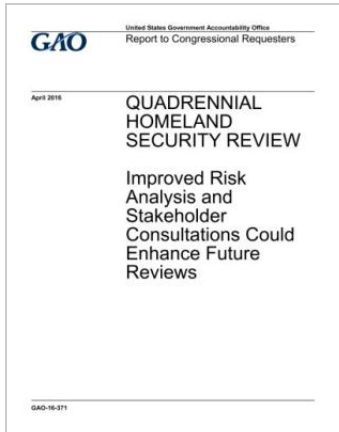 United States Government Accountability Office
GAO
Report to Congressional Requesters
April 2016
QUADRENNIAL
HOMELAND
SECURITY REVIEW
Improved Risk
Analysis and
Stakeholder
Consultations Could
Enhance Future
Reviews
GAO-16-371